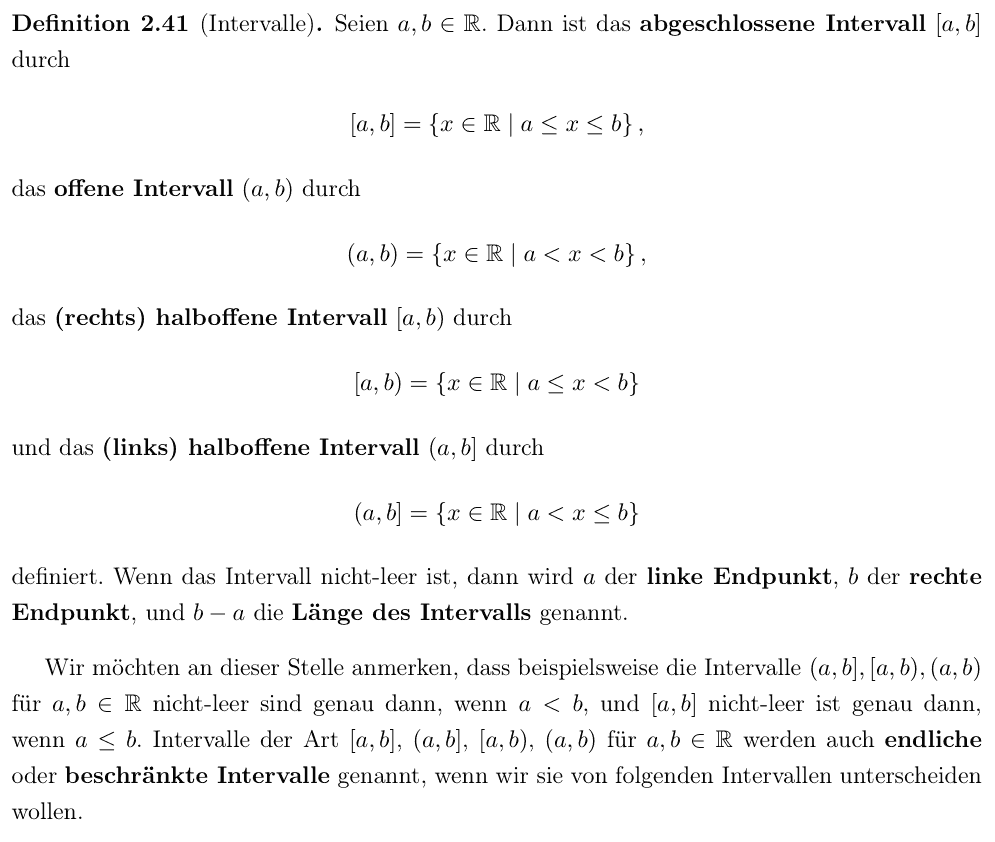 Definition 2.41 (Intervalle). Seien a, b ∈ ℝ. Dann ist das abgeschlossene Intervall [a, b]
durch
[a, b] = {x ∈ ℝ | a ≤ x ≤ b} ,
das offene Intervall (a, b) durch
(a, b) = {x ∈ ℝ | a < x < b} ,
das (rechts) halboffene Intervall [a, b) durch
[a, b) = {x ∈ ℝ | a ≤ x < b}
und das (links) halboffene Intervall (a, b] durch
(a, b] = {x ∈ ℝ | a < x ≤ b}
definiert. Wenn das Intervall nicht-leer ist, dann wird a der linke Endpunkt, b der rechte
Endpunkt, und b − a die Länge des Intervalls genannt.
Wir möchten an dieser Stelle anmerken, dass beispielsweise die Intervalle (a, b], [a, b), (a, b)
für a, b ∈ ℝ nicht-leer sind genau dann, wenn a < b, und [a, b] nicht-leer ist genau dann,
wenn a ≤ b. Intervalle der Art [a, b], (a, b], [a, b), (a, b) für a, b ∈ ℝ werden auch endliche
oder beschränkte Intervalle genannt, wenn wir sie von folgenden Intervallen unterscheiden
wollen.